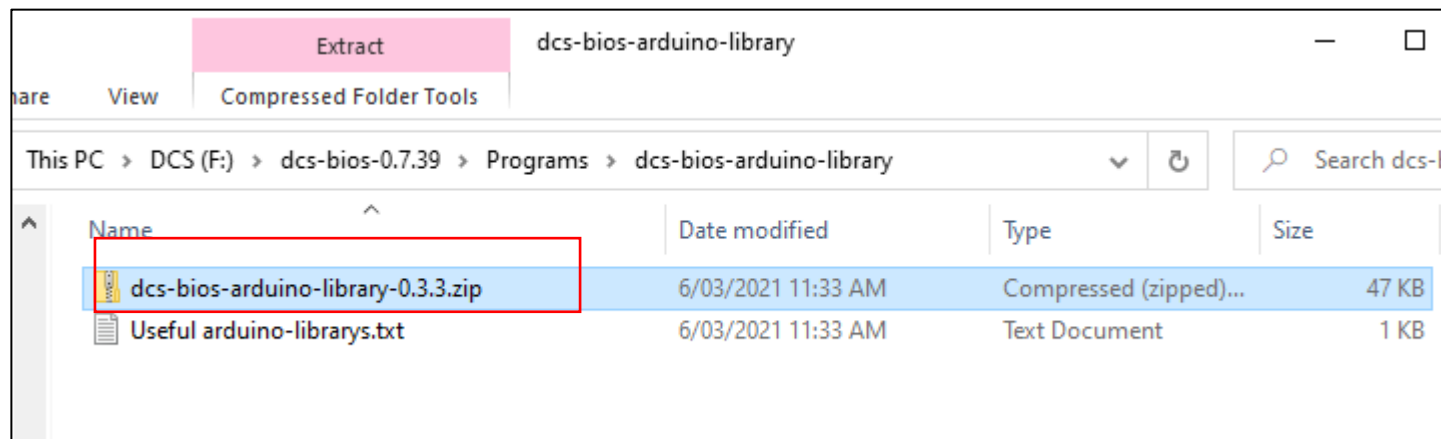 Extract dcs-bios-arduino-library
hare View Compressed Folder Tools
This PC > DCS (F:) > dcs-bios-0.7.39 > Programs > dcs-bios-arduino-library Search dcs-
Name Date modified Type Size
dcs-bios-arduino-library-0.3.3.zip 6/03/2021 11:33 AM Compressed (zipped)... 47 KB
Useful arduino-librarys.txt 6/03/2021 11:33 AM Text Document 1 KB